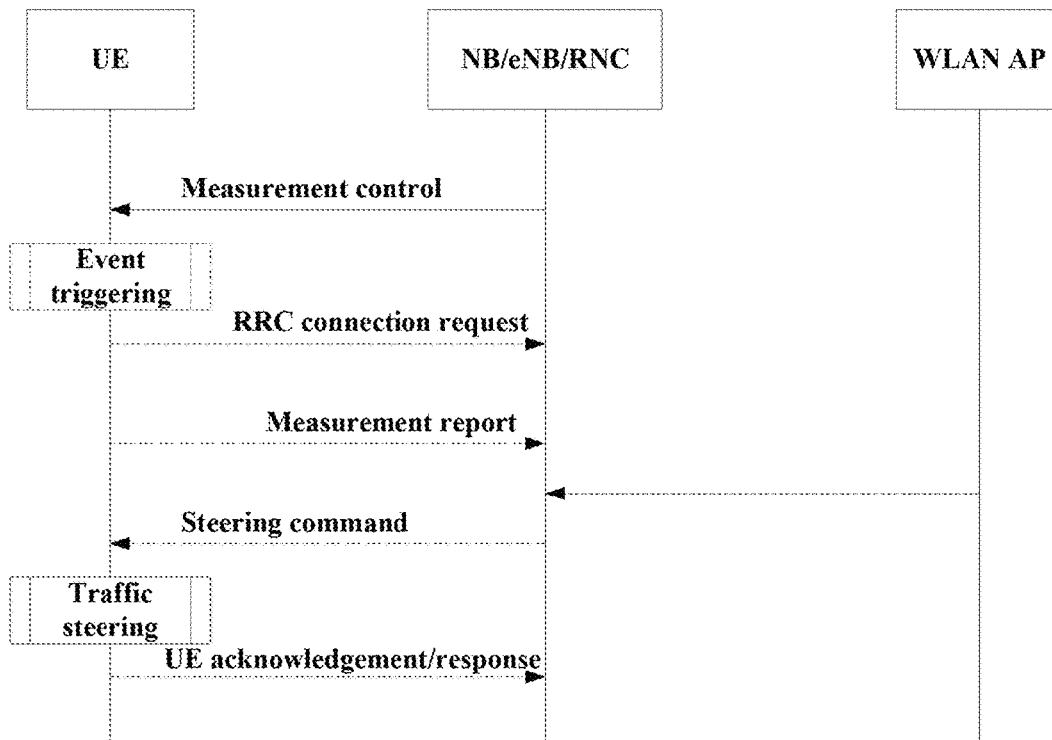 UE
NB/eNB/RNC
WLAN AP
Measurement control
Event
triggering
RRC connection request
Measurement report
Steering command
Traffic
steering
UE acknowledgement/response